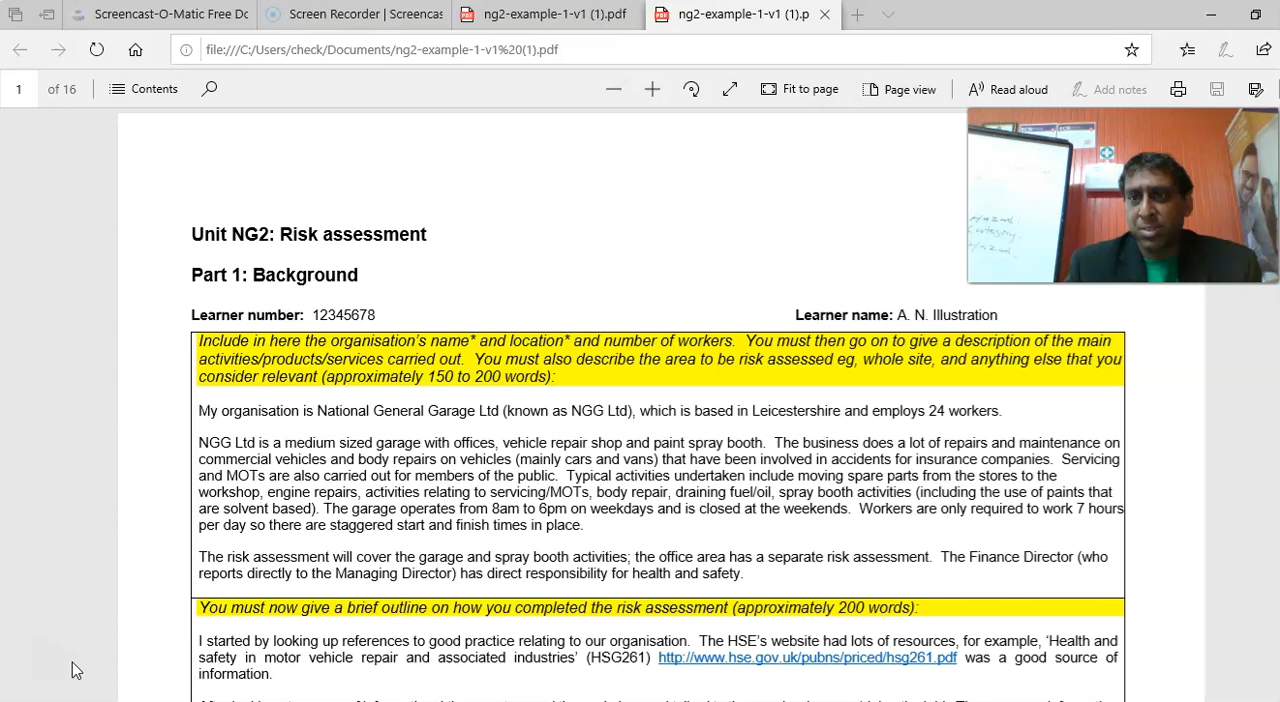 Screencast-O-Matic Free Do
Screen Recorder | Screencas
ng2-example-1-v1 (1).pdf
ng2-example-1-v1 (1).p
file:///C:/Users/check/Documents/ng2-example-1-v1%20(1).pdf
1 of 16
Contents
Fit to page
Page view
Read aloud
Add notes
Unit NG2: Risk assessment
Part 1: Background
Learner number: 12345678
Learner name: A. N. Illustration
Include in here the organisation's name* and location* and number of workers. You must then go on to give a description of the main
activities/products/services carried out. You must also describe the area to be risk assessed eg, whole site, and anything else that you
consider relevant (approximately 150 to 200 words):
My organisation is National General Garage Ltd (known as NGG Ltd), which is based in Leicestershire and employs 24 workers.
NGG Ltd is a medium sized garage with offices, vehicle repair shop and paint spray booth. The business does a lot of repairs and maintenance on
commercial vehicles and body repairs on vehicles (mainly cars and vans) that have been involved in accidents for insurance companies. Servicing
and MOTs are also carried out for members of the public. Typical activities undertaken include moving spare parts from the stores to the
workshop, engine repairs, activities relating to servicing/MOTs, body repair, draining fuel/oil, spray booth activities (including the use of paints that
are solvent based). The garage operates from 8am to 6pm on weekdays and is closed at the weekends. Workers are only required to work 7 hours
per day so there are staggered start and finish times in place.
The risk assessment will cover the garage and spray booth activities; the office area has a separate risk assessment. The Finance Director (who
reports directly to the Managing Director) has direct responsibility for health and safety.
You must now give a brief outline on how you completed the risk assessment (approximately 200 words):
I started by looking up references to good practice relating to our organisation. The HSE's website had lots of resources, for example, 'Health and
safety in motor vehicle repair and associated industries' (HSG261) http://www.hse.gov.uk/pubns/priced/hsg261.pdf was a good source of
information.